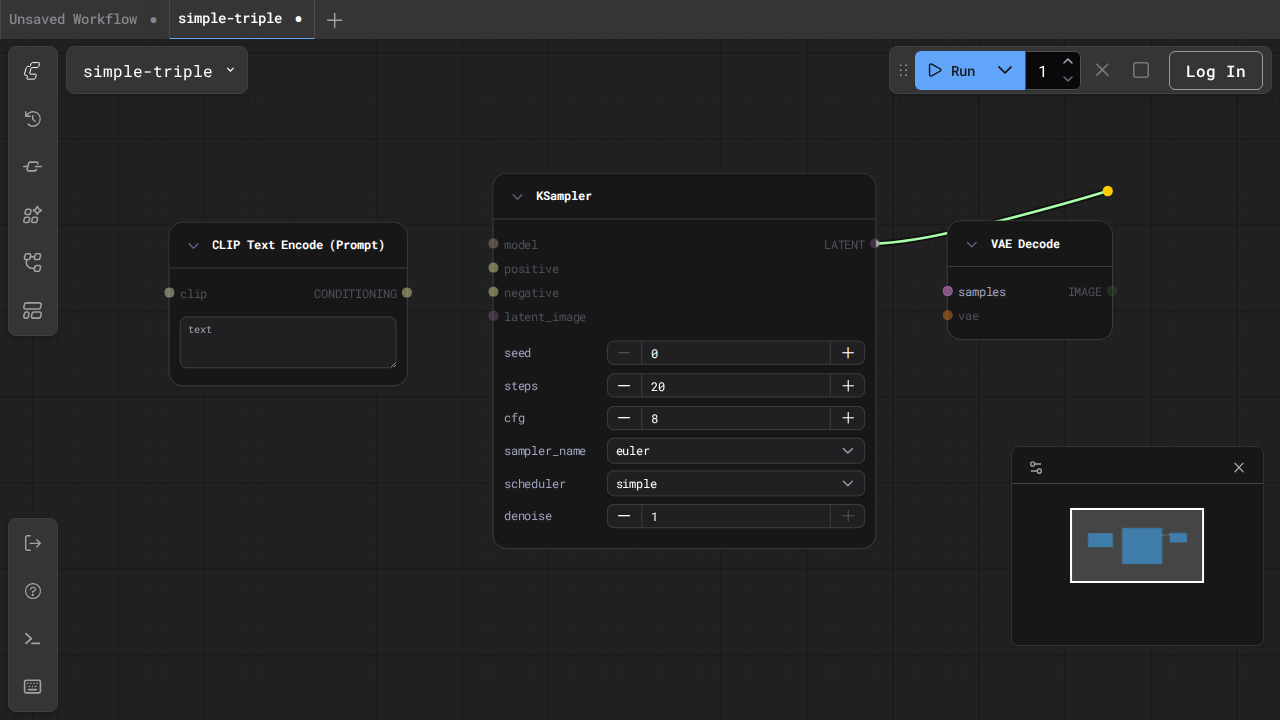 Unsaved Workflow
simple-triple
simple-triple
Run
1
Log In
CLIP Text Encode (Prompt)
clip
CONDITIONING
text
KSampler
model
LATENT
positive
negative
latent_image
seed
0
steps
20
cfg
8
sampler_name
euler
scheduler
simple
denoise
1
VAE Decode
samples
IMAGE
vae